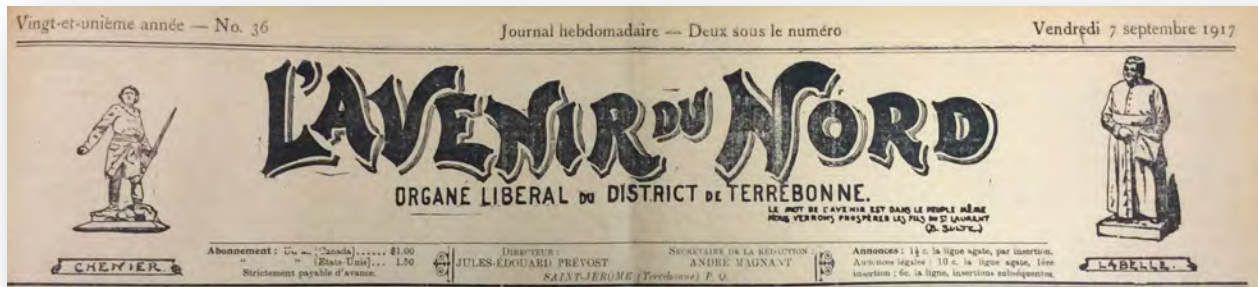 Vingt-et-unième année — No. 36
Journal hebdomadaire — Deux sous le numéro
Vendredi 7 septembre 1917
L'AVENIR DU NORD
ORGANE LIBERAL DU DISTRICT DE TERREBONNE.
LE MOT DE L'AVENIR EST DANS LE PEUPLE MÊME
NOUS VERRONS PROSPÉRER LES FILS DU ST LAURENT
(B. SULTE)
CHENIER.
Abonnement : Un [Canada]...... $1.00
" " [Etats-Unis].... 1.50
Strictement payable d'avance.
DIRECTEUR :
JULES-ÉDOUARD PRÉVOST
SECRÉTAIRE DE LA RÉDACTION :
ANDRÉ MAGNANT
SAINT-JÉROME (Terrebonne) P. Q.
Annonces : 1½ c. la ligne agate, par insertion.
Annonces légales : 10 c. la ligne agate, 1ère
insertion ; 6c. la ligne, insertions subséquentes.
LABELLE.